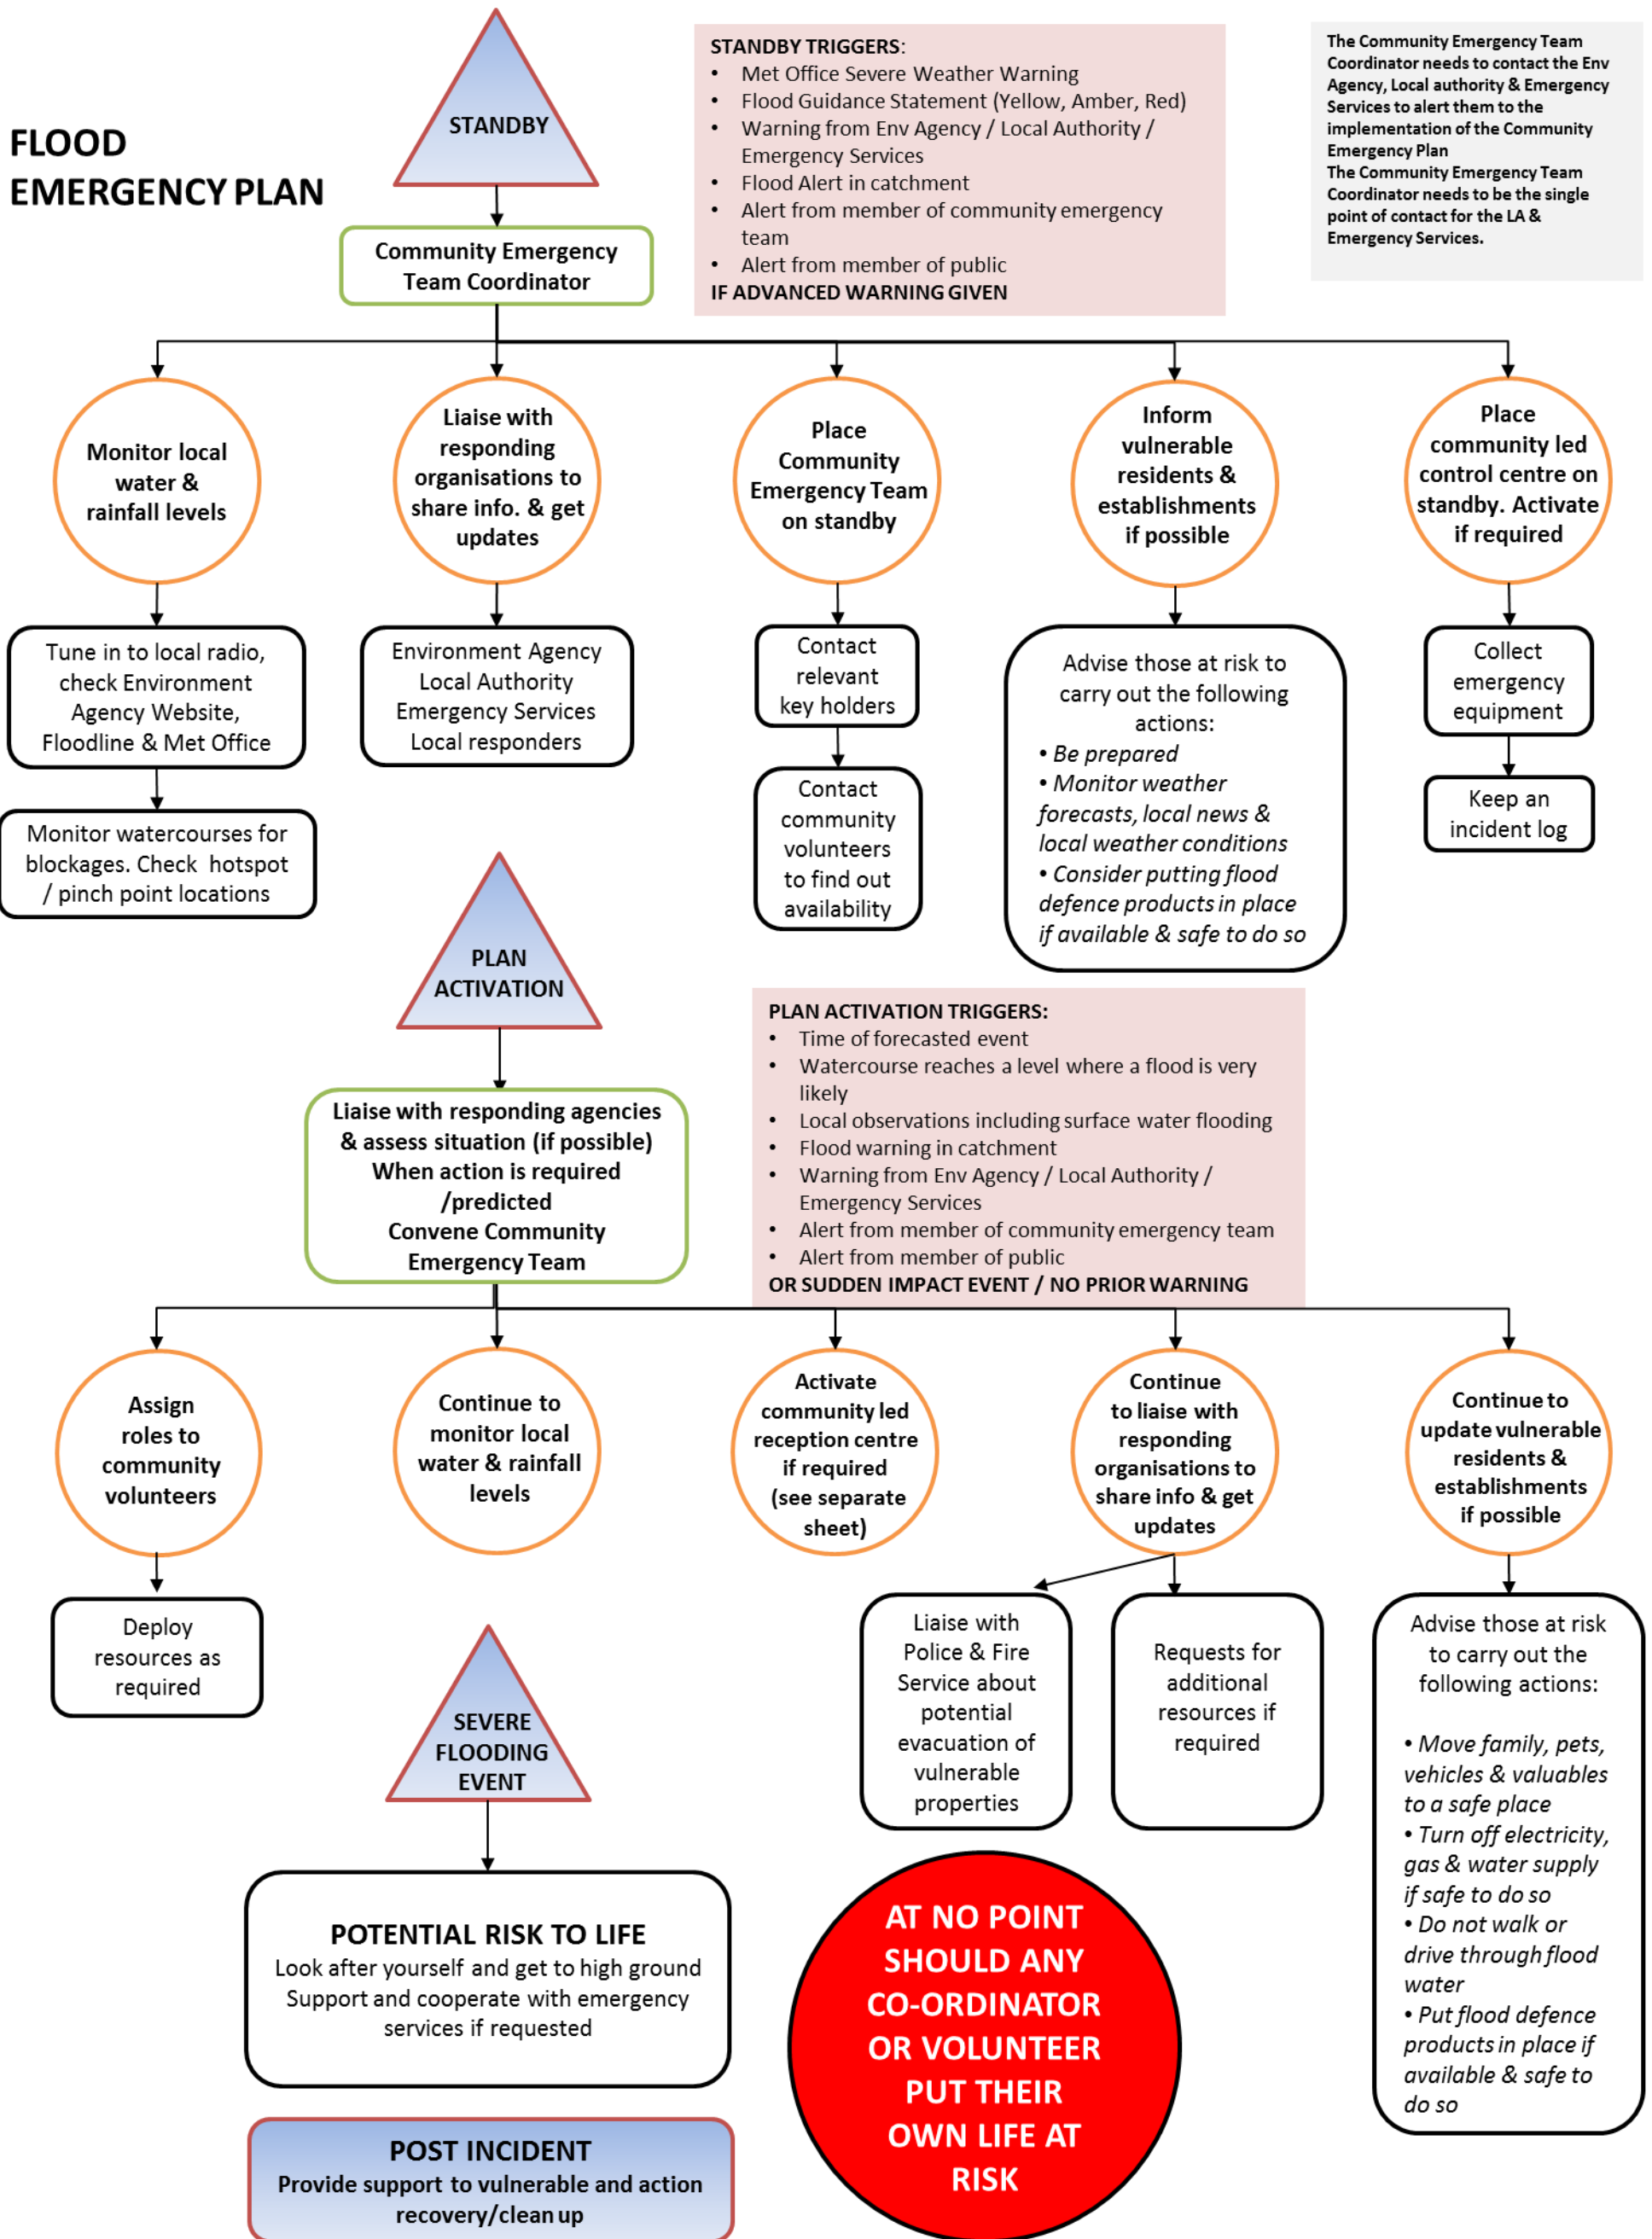 FLOOD
EMERGENCY PLAN
STANDBY
STANDBY TRIGGERS:
• Met Office Severe Weather Warning
• Flood Guidance Statement (Yellow, Amber, Red)
• Warning from Env Agency / Local Authority /
Emergency Services
• Flood Alert in catchment
• Alert from member of community emergency
team
• Alert from member of public
IF ADVANCED WARNING GIVEN
The Community Emergency Team
Coordinator needs to contact the Env
Agency, Local authority & Emergency
Services to alert them to the
implementation of the Community
Emergency Plan
The Community Emergency Team
Coordinator needs to be the single
point of contact for the LA &
Emergency Services.
Community Emergency
Team Coordinator
Monitor local
water &
rainfall levels
Liaise with
responding
organisations to
share info. & get
updates
Place
Community
Emergency Team
on standby
Inform
vulnerable
residents &
establishments
if possible
Place
community led
control centre on
standby. Activate
if required
Tune in to local radio,
check Environment
Agency Website,
Floodline & Met Office
Monitor watercourses for
blockages. Check hotspot
/ pinch point locations
Environment Agency
Local Authority
Emergency Services
Local responders
Contact
relevant
key holders
Contact
community
volunteers
to find out
availability
Advise those at risk to
carry out the following
actions:
• Be prepared
• Monitor weather
forecasts, local news &
local weather conditions
• Consider putting flood
defence products in place
if available & safe to do so
Collect
emergency
equipment
Keep an
incident log
PLAN
ACTIVATION
PLAN ACTIVATION TRIGGERS:
• Time of forecasted event
• Watercourse reaches a level where a flood is very
likely
• Local observations including surface water flooding
• Flood warning in catchment
• Warning from Env Agency / Local Authority /
Emergency Services
• Alert from member of community emergency team
• Alert from member of public
OR SUDDEN IMPACT EVENT / NO PRIOR WARNING
Liaise with responding agencies
& assess situation (if possible)
When action is required
/predicted
Convene Community
Emergency Team
Assign
roles to
community
volunteers
Continue to
monitor local
water & rainfall
levels
Activate
community led
reception centre
if required
(see separate
sheet)
Continue
to liaise with
responding
organisations to
share info & get
updates
Continue to
update vulnerable
residents &
establishments
if possible
Deploy
resources as
required
Liaise with
Police & Fire
Service about
potential
evacuation of
vulnerable
properties
Requests for
additional
resources if
required
Advise those at risk
to carry out the
following actions:
• Move family, pets,
vehicles & valuables
to a safe place
• Turn off electricity,
gas & water supply
if safe to do so
• Do not walk or
drive through flood
water
• Put flood defence
products in place if
available & safe to
do so
SEVERE
FLOODING
EVENT
POTENTIAL RISK TO LIFE
Look after yourself and get to high ground
Support and cooperate with emergency
services if requested
AT NO POINT
SHOULD ANY
CO-ORDINATOR
OR VOLUNTEER
PUT THEIR
OWN LIFE AT
RISK
POST INCIDENT
Provide support to vulnerable and action
recovery/clean up